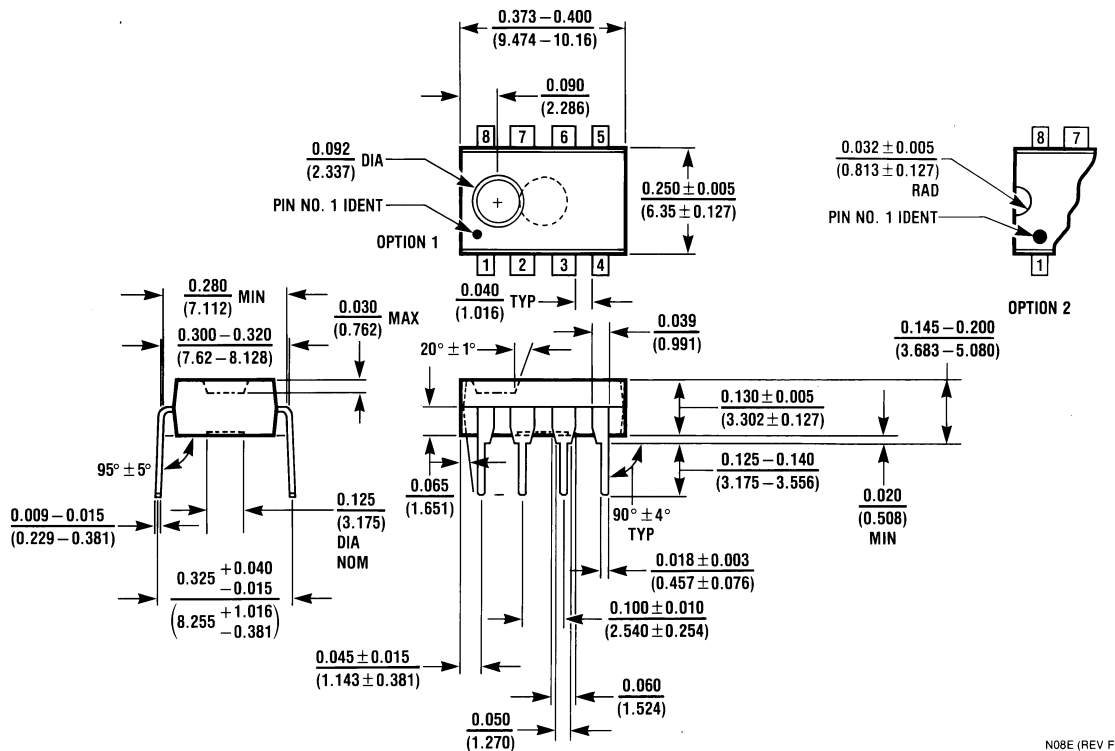 0.373 – 0.400
(9.474 – 10.16)
0.090
(2.286)
8 7 6 5
0.092 DIA
(2.337)
PIN NO. 1 IDENT
OPTION 1
0.250 ± 0.005
(6.35 ± 0.127)
1 2 3 4
8 7
0.032 ± 0.005
(0.813 ± 0.127)
RAD
PIN NO. 1 IDENT
1
OPTION 2
0.280 MIN
(7.112)
0.030 MAX
(0.762)
0.300 – 0.320
(7.62 – 8.128)
0.040 TYP
(1.016)
0.039
(0.991)
0.145 – 0.200
(3.683 – 5.080)
20° ± 1°
0.130 ± 0.005
(3.302 ± 0.127)
95° ± 5°
0.065
(1.651)
0.125 – 0.140
(3.175 – 3.556)
90° ± 4°
TYP
0.020
(0.508)
MIN
0.009 – 0.015
(0.229 – 0.381)
0.125
(3.175)
DIA
NOM
0.018 ± 0.003
(0.457 ± 0.076)
0.325 +0.040
−0.015
(8.255 +1.016
−0.381)
0.100 ± 0.010
(2.540 ± 0.254)
0.045 ± 0.015
(1.143 ± 0.381)
0.060
(1.524)
0.050
(1.270)
N08E (REV F